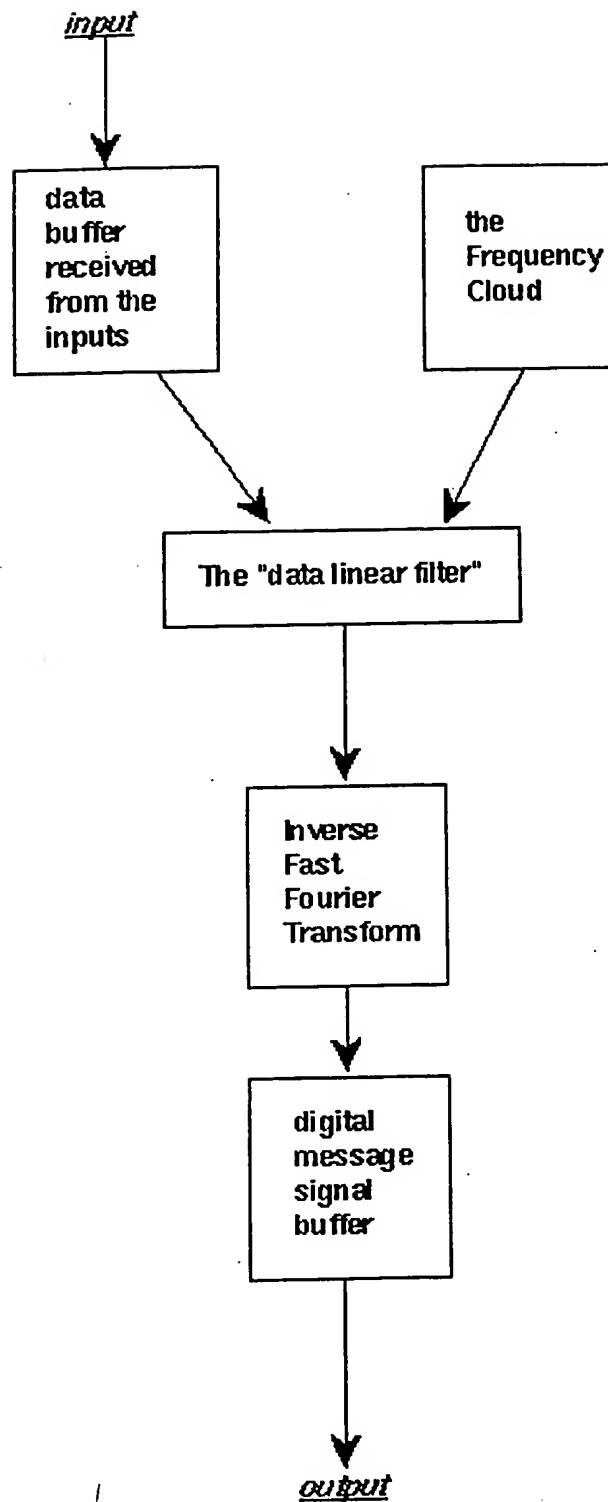 input
data
buffer
received
from the
inputs
the
Frequency
Cloud
The "data linear filter"
Inverse
Fast
Fourier
Transform
digital
message
signal
buffer
output